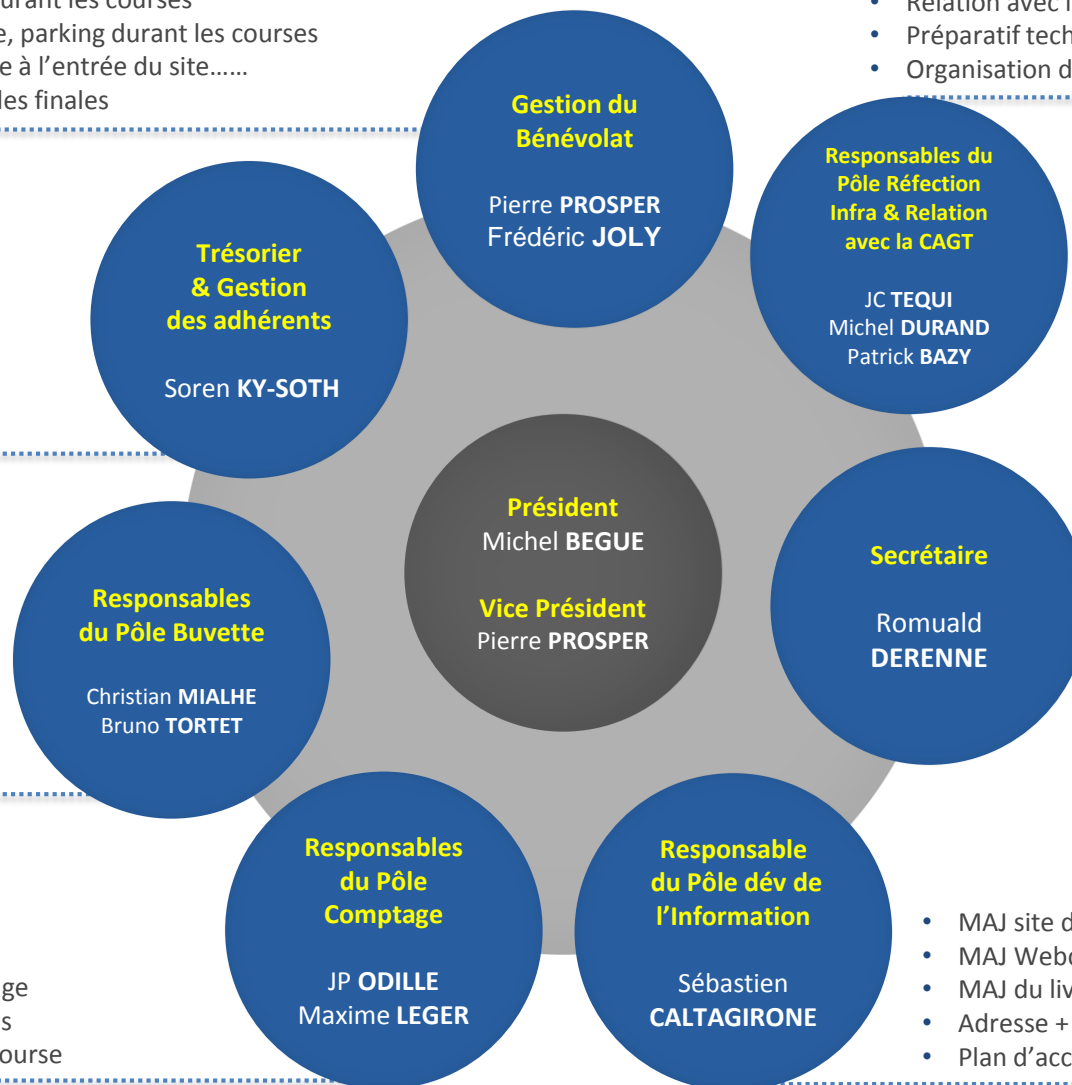 durant les courses
e, parking durant les courses
e à l'entrée du site……
des finales
• Relation avec
• Préparatif tech
• Organisation d
Gestion du
Bénévolat
Pierre PROSPER
Frédéric JOLY
Responsables du
Pôle Réfection
Infra & Relation
avec la CAGT
JC TEQUI
Michel DURAND
Patrick BAZY
Trésorier
& Gestion
des adhérents
Soren KY-SOTH
Président
Michel BEGUE
Vice Président
Pierre PROSPER
Secrétaire
Romuald
DERENNE
Responsables
du Pôle Buvette
Christian MIALHE
Bruno TORTET
Responsables
du Pôle
Comptage
JP ODILLE
Maxime LEGER
Responsable
du Pôle dév de
l'Information
Sébastien
CALTAGIRONE
ge
s
ourse
• MAJ site d
• MAJ Webc
• MAJ du liv
• Adresse +
• Plan d'acc